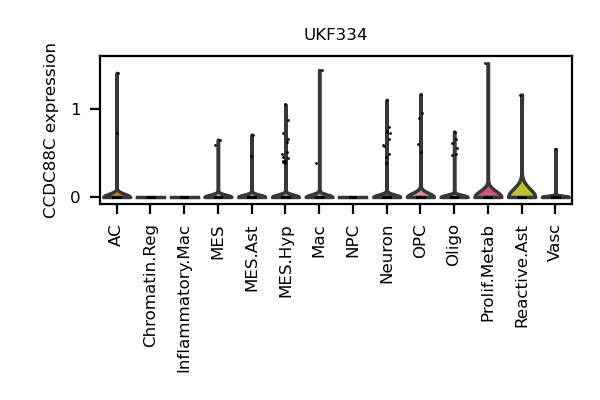 UKF334
CCDC88C expression
1
0
AC
Chromatin.Reg
Inflammatory.Mac
MES
MES.Ast
MES.Hyp
Mac
NPC
Neuron
OPC
Oligo
Prolif.Metab
Reactive.Ast
Vasc